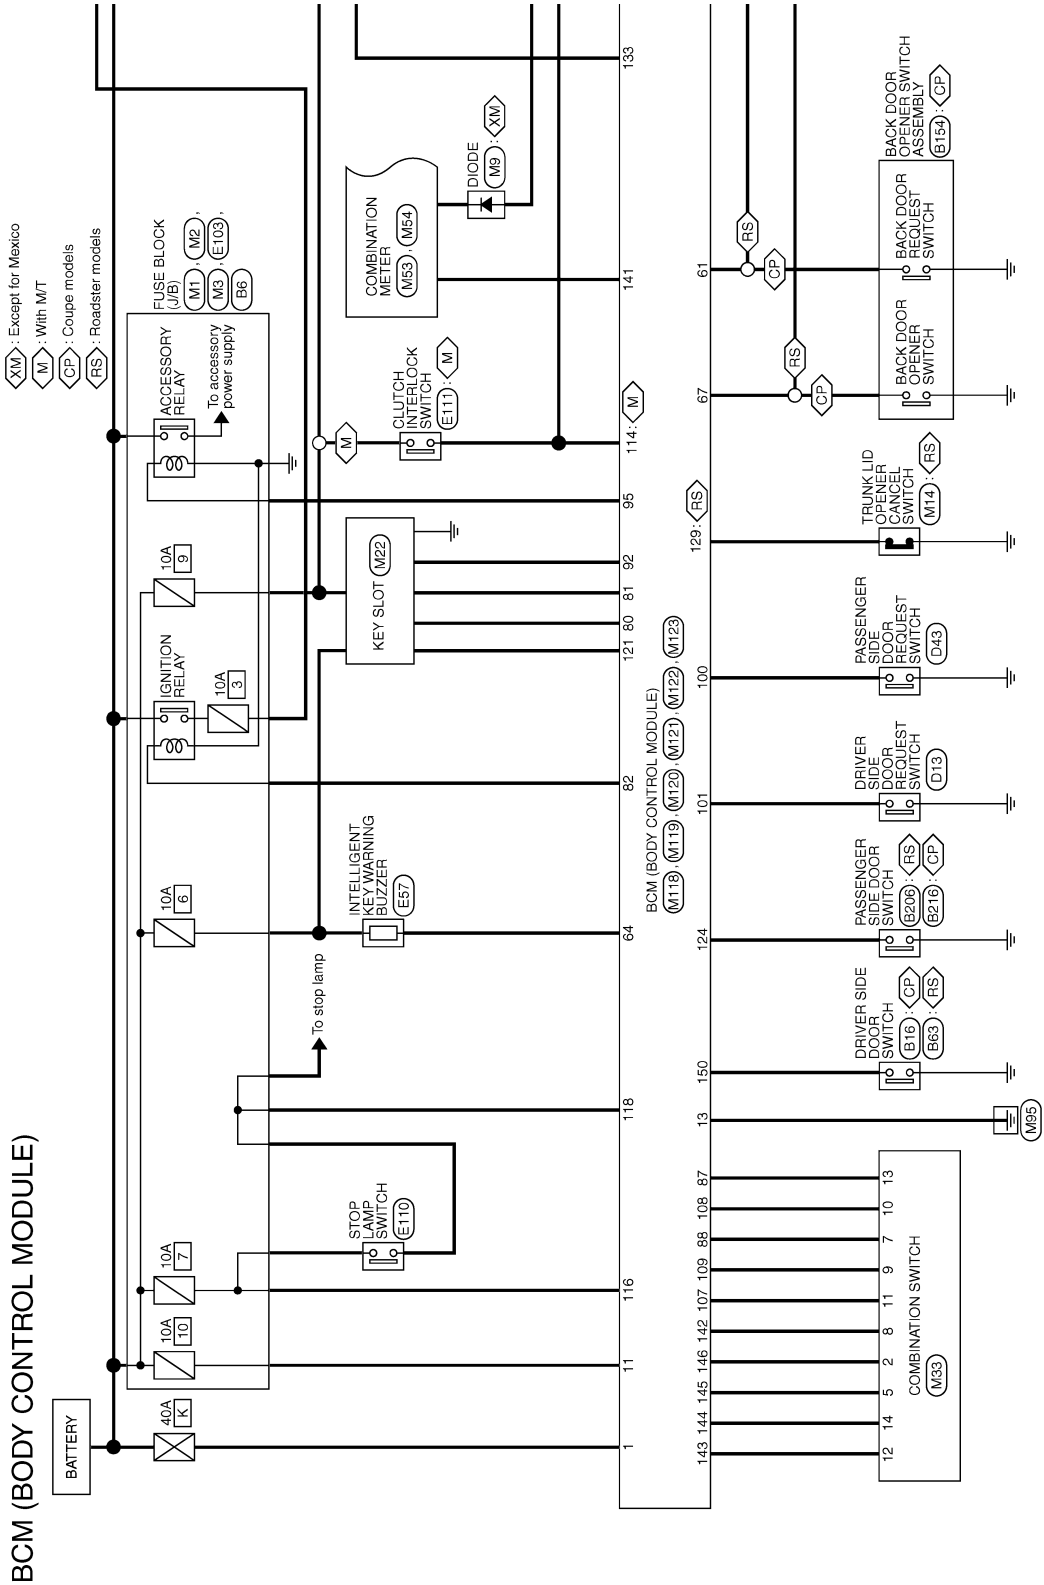 BCM (BODY CONTROL MODULE)
XM : Except for Mexico
M : With M/T
CP : Coupe models
RS : Roadster models
BATTERY
40A
K
10A
10
10A
7
10A
6
IGNITION
RELAY
10A
3
10A
9
ACCESSORY
RELAY
To accessory
power supply
FUSE BLOCK
(J/B)
M1 , M2 ,
M3 , E103 ,
B6
STOP
LAMP
SWITCH
E110
To stop lamp
INTELLIGENT
KEY WARNING
BUZZER
E57
KEY SLOT M22
M
CLUTCH
INTERLOCK
SWITCH
E111 : M
COMBINATION
METER
M53 , M54
DIODE
M9 : XM
1
11
116
118
64
82
121
80
81
92
95
114: M
141
133
BCM (BODY CONTROL MODULE)
M118 , M119 , M120 , M121 , M122 , M123
143
144
145
146
142
107
109
88
108
87
13
150
124
101
100
129: RS
67
61
12
14
5
2
8
11
9
7
10
13
COMBINATION SWITCH
M33
M95
DRIVER SIDE
DOOR
SWITCH
B16 : CP
B63 : RS
PASSENGER
SIDE DOOR
SWITCH
B206 : RS
B216 : CP
DRIVER
SIDE
DOOR
REQUEST
SWITCH
D13
PASSENGER
SIDE
DOOR
REQUEST
SWITCH
D43
TRUNK LID
OPENER
CANCEL
SWITCH
M14 : RS
RS
CP
RS
CP
BACK DOOR
OPENER
SWITCH
BACK DOOR
REQUEST
SWITCH
BACK DOOR
OPENER SWITCH
ASSEMBLY
B154 : CP